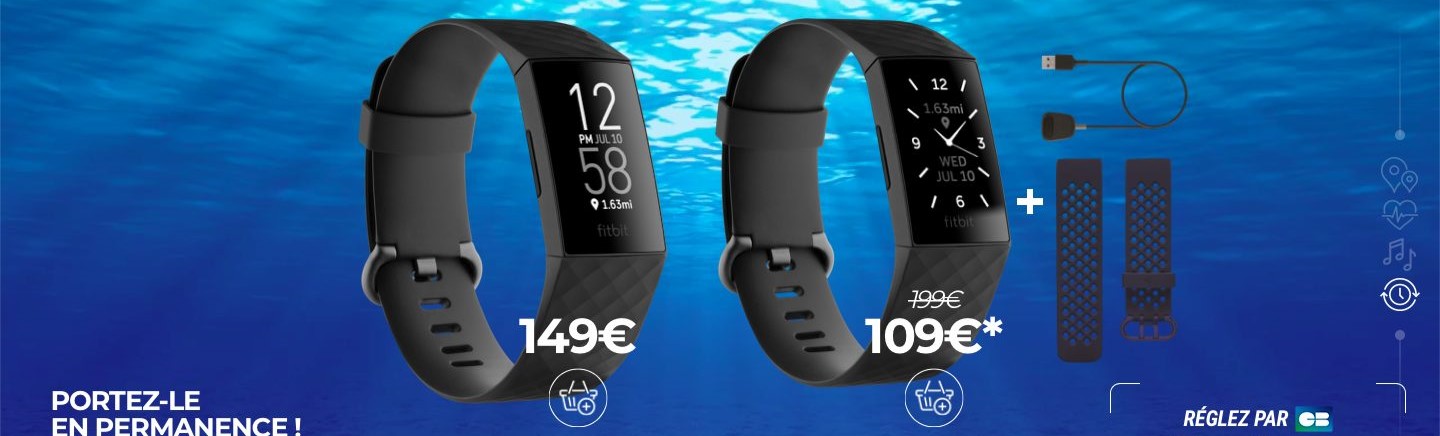 12
PM JUL 10
58
1.63mi
fitbit
149€
12
1.63mi
9
3
WED
JUL 10
6
fitbit
+
199€
109€*
PORTEZ-LE
EN PERMANENCE !
RÉGLEZ PAR CB